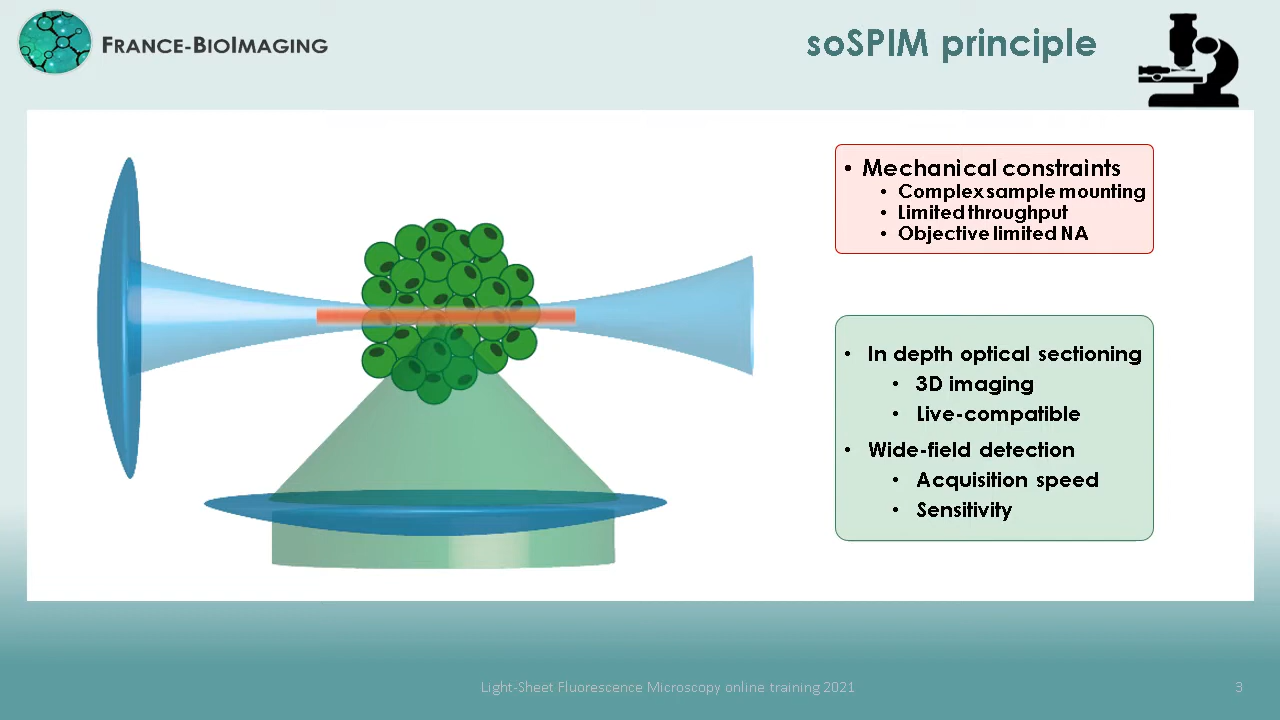 FRANCE-BIOIMAGING
soSPIM principle
• Mechanical constraints
• Complex sample mounting
• Limited throughput
• Objective limited NA
• In depth optical sectioning
• 3D imaging
• Live-compatible
• Wide-field detection
• Acquisition speed
• Sensitivity
Light-Sheet Fluorescence Microscopy online training 2021
3